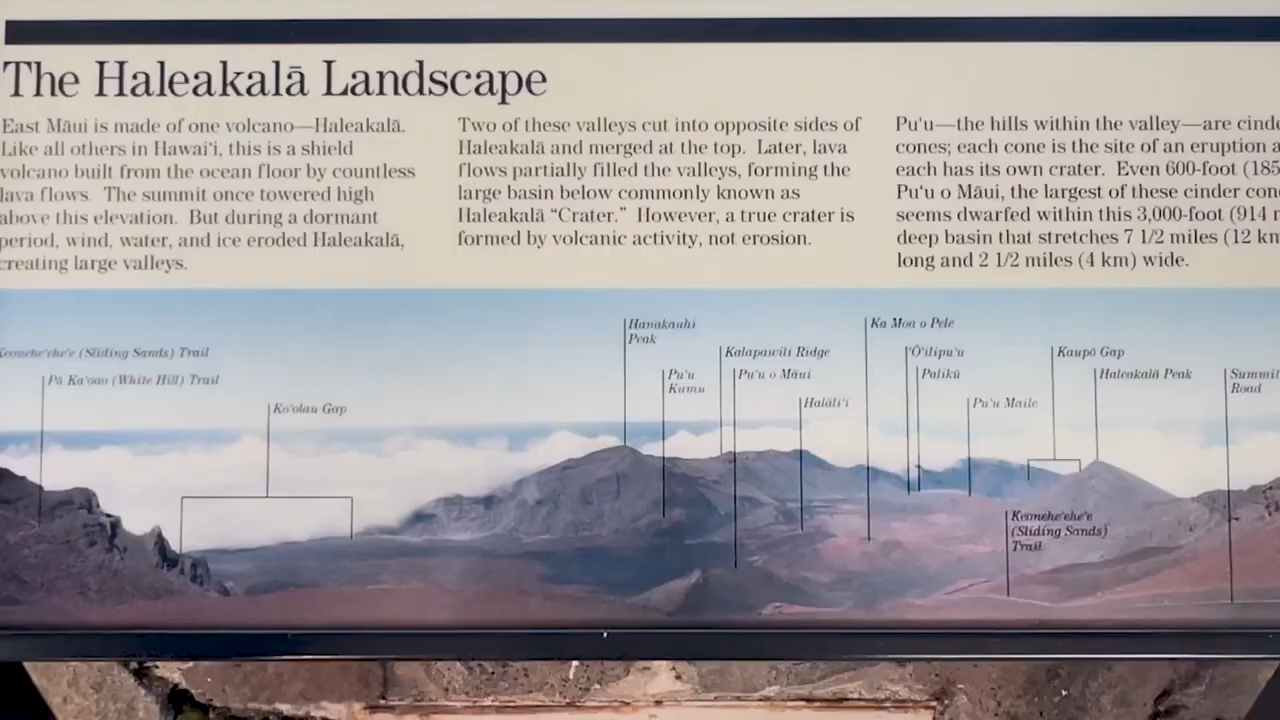 The Haleakalā Landscape
East Māui is made of one volcano—Haleakalā.
Like all others in Hawai‘i, this is a shield
volcano built from the ocean floor by countless
lava flows. The summit once towered high
above this elevation. But during a dormant
period, wind, water, and ice eroded Haleakalā,
creating large valleys.
Two of these valleys cut into opposite sides of
Haleakalā and merged at the top. Later, lava
flows partially filled the valleys, forming the
large basin below commonly known as
Haleakalā “Crater.” However, a true crater is
formed by volcanic activity, not erosion.
Pu‘u—the hills within the valley—are cinde
cones; each cone is the site of an eruption a
each has its own crater. Even 600-foot (185
Pu‘u o Māui, the largest of these cinder con
seems dwarfed within this 3,000-foot (914 m
deep basin that stretches 7 1/2 miles (12 km
long and 2 1/2 miles (4 km) wide.
Keonehe‘ehe‘e (Sliding Sands) Trail
Pā Ka‘oao (White Hill) Trail
Ko‘olau Gap
Hanakauhi
Peak
Pu‘u
Kumu
Kalapawili Ridge
Pu‘u o Māui
Halāli‘i
Ka Moa o Pele
‘Ō‘ilipu‘u
Palikū
Pu‘u Maile
Kaupō Gap
Haleakalā Peak
Summit
Road
Keonehe‘ehe‘e
(Sliding Sands)
Trail